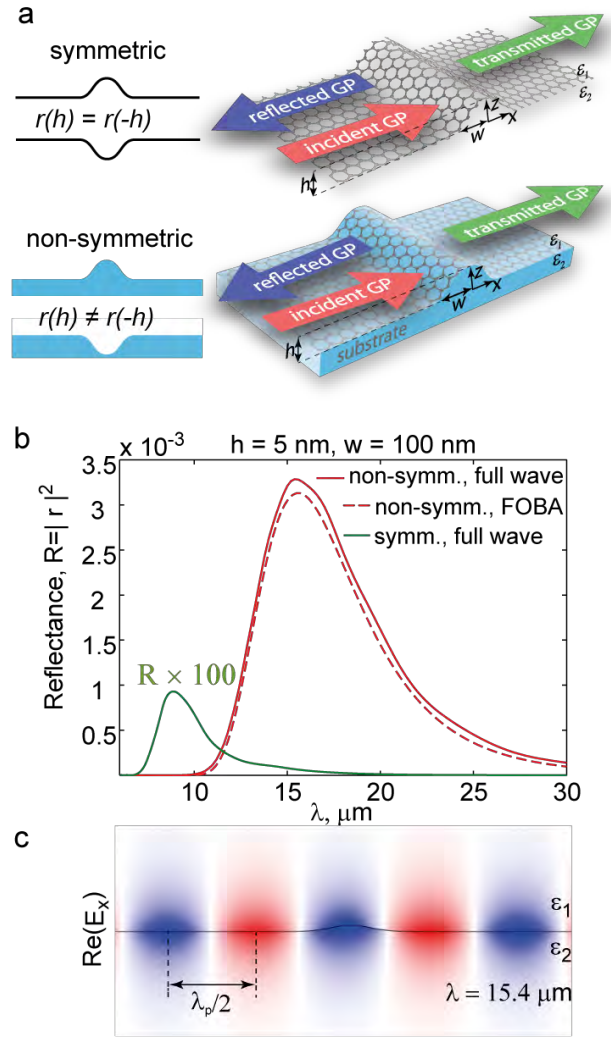 a
symmetric
r(h) = r(-h)
reflected GP
incident GP
transmitted GP
ε₁
ε₂
z
x
w
h
non-symmetric
r(h) ≠ r(-h)
reflected GP
incident GP
transmitted GP
ε₁
ε₂
z
x
w
h
substrate
b
x 10⁻³
h = 5 nm, w = 100 nm
3.5
3
2.5
2
1.5
1
0.5
Reflectance, R=| r |²
non-symm., full wave
non-symm., FOBA
symm., full wave
R × 100
10
15
20
25
30
λ, μm
c
Re(Eₓ)
ε₁
ε₂
λₚ/2
λ = 15.4 μm